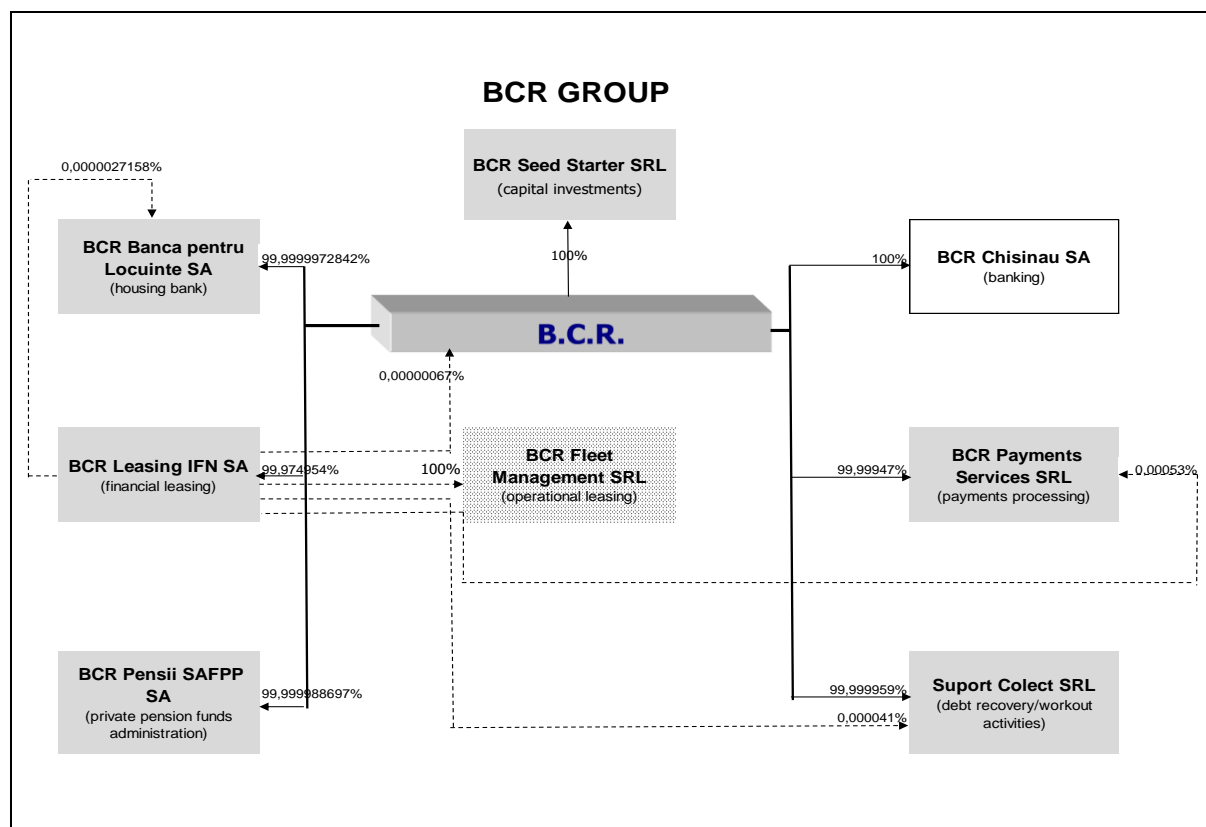 BCR GROUP
BCR Seed Starter SRL
(capital investments)
0,0000027158%
BCR Banca pentru
Locuinte SA
(housing bank)
99,9999972842%
100%
100%
BCR Chisinau SA
(banking)
B.C.R.
0,00000067%
BCR Leasing IFN SA
(financial leasing)
99,974954%
100%
BCR Fleet
Management SRL
(operational leasing)
99,99947%
BCR Payments
Services SRL
(payments processing)
0,00053%
BCR Pensii SAFPP
SA
(private pension funds
administration)
99,999988697%
99,999959%
0,000041%
Suport Colect SRL
(debt recovery/workout
activities)